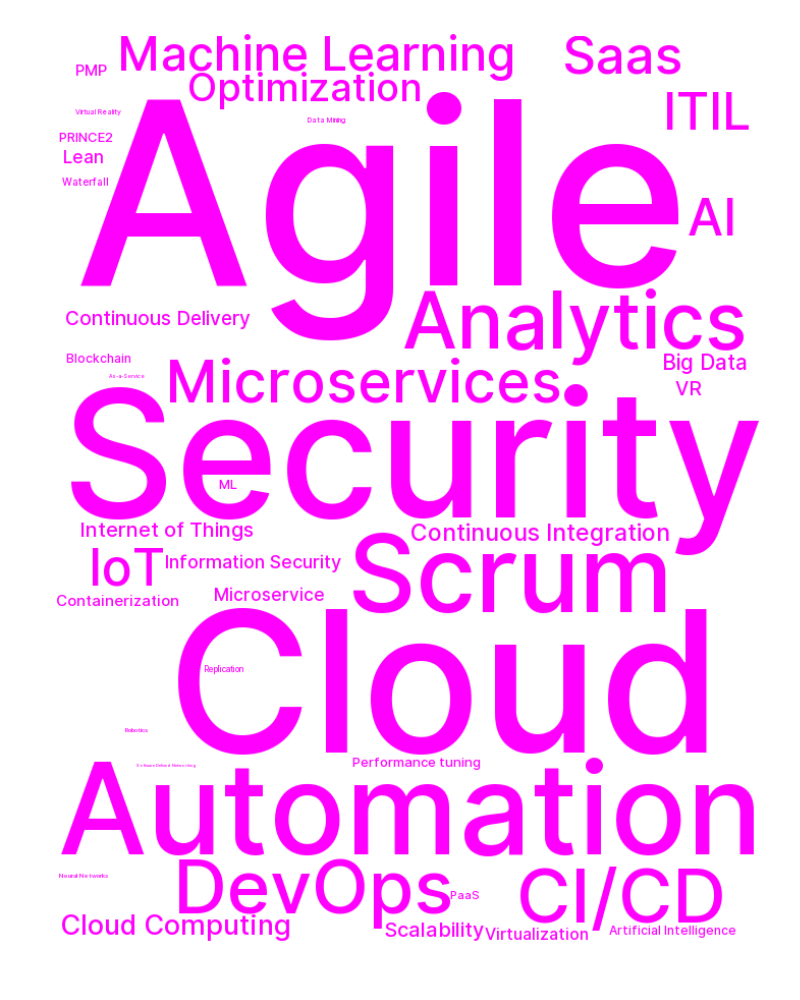 Machine Learning
Saas
PMP
Optimization
ITIL
Virtual Reality
Data Mining
Agile
PRINCE2
Lean
Waterfall
AI
Continuous Delivery
Analytics
Blockchain
Big Data
As-a-Service
Microservices
VR
Security
ML
Internet of Things
Continuous Integration
IoT
Information Security
Scrum
Microservice
Containerization
Cloud
Replication
Robotics
Performance tuning
Software Defined Networking
Automation
Neural Networks
DevOps
PaaS
CI/CD
Cloud Computing
Scalability
Virtualization
Artificial Intelligence